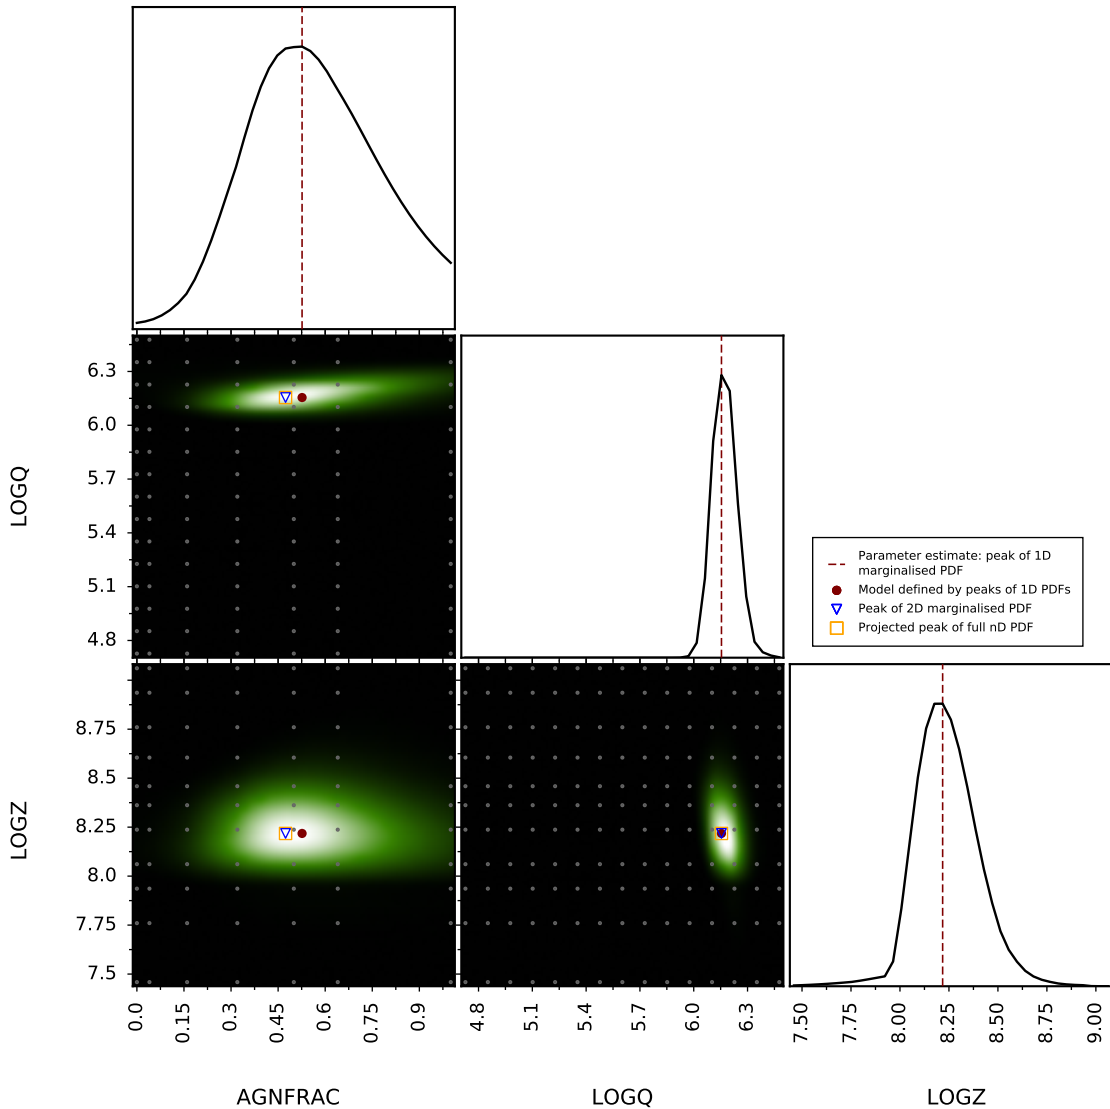 6.3
6.0
5.7
5.4
5.1
4.8
LOGQ
Parameter estimate: peak of 1D
marginalised PDF
Model defined by peaks of 1D PDFs
Peak of 2D marginalised PDF
Projected peak of full nD PDF
8.75
8.5
8.25
8.0
7.75
7.5
LOGZ
0.0 0.15 0.3 0.45 0.6 0.75 0.9
4.8 5.1 5.4 5.7 6.0 6.3
7.50 7.75 8.00 8.25 8.50 8.75 9.00
AGNFRAC LOGQ LOGZ